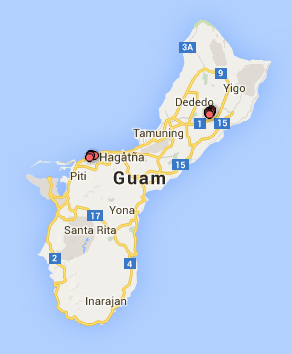 3A
9
Yigo
Dededo
1
15
Tamuning
Hagåtña
15
Piti
Guam
Yona
17
Santa Rita
2
4
Inarajan